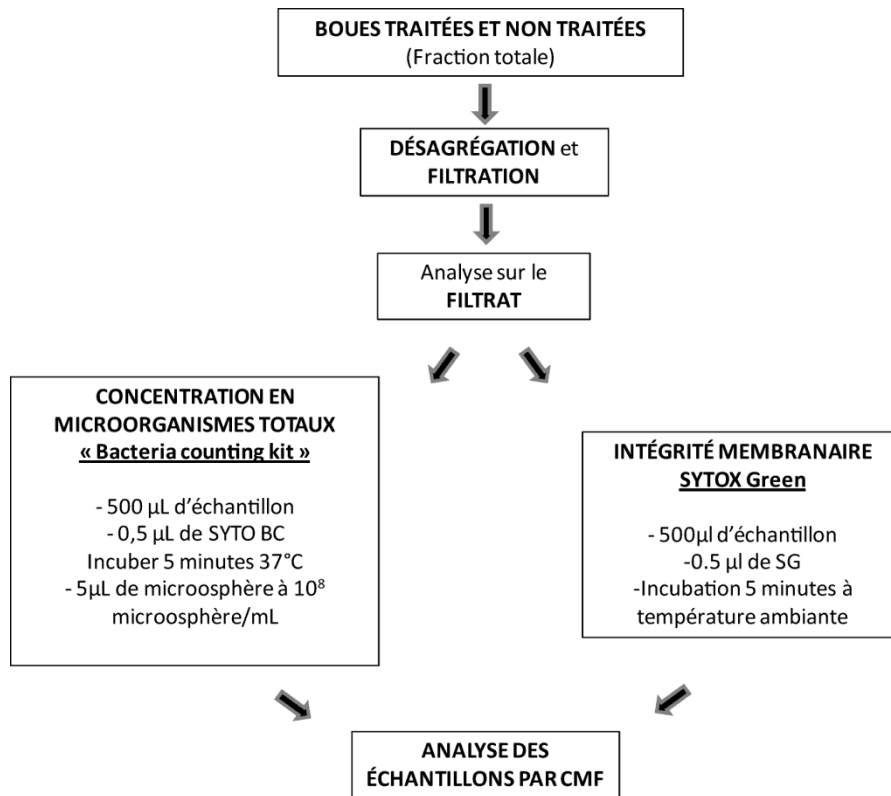 BOUES TRAITÉES ET NON TRAITÉES
(Fraction totale)
DÉSAGRÉGATION et
FILTRATION
Analyse sur le
FILTRAT
CONCENTRATION EN
MICROORGANISMES TOTAUX
« Bacteria counting kit »
- 500 µL d’échantillon
- 0,5 µL de SYTO BC
Incuber 5 minutes 37°C
- 5µL de microosphère à 10⁸
microosphère/mL
INTÉGRITÉ MEMBRANAIRE
SYTOX Green
- 500µl d’échantillon
-0.5 µl de SG
-Incubation 5 minutes à
température ambiante
ANALYSE DES
ÉCHANTILLONS PAR CMF